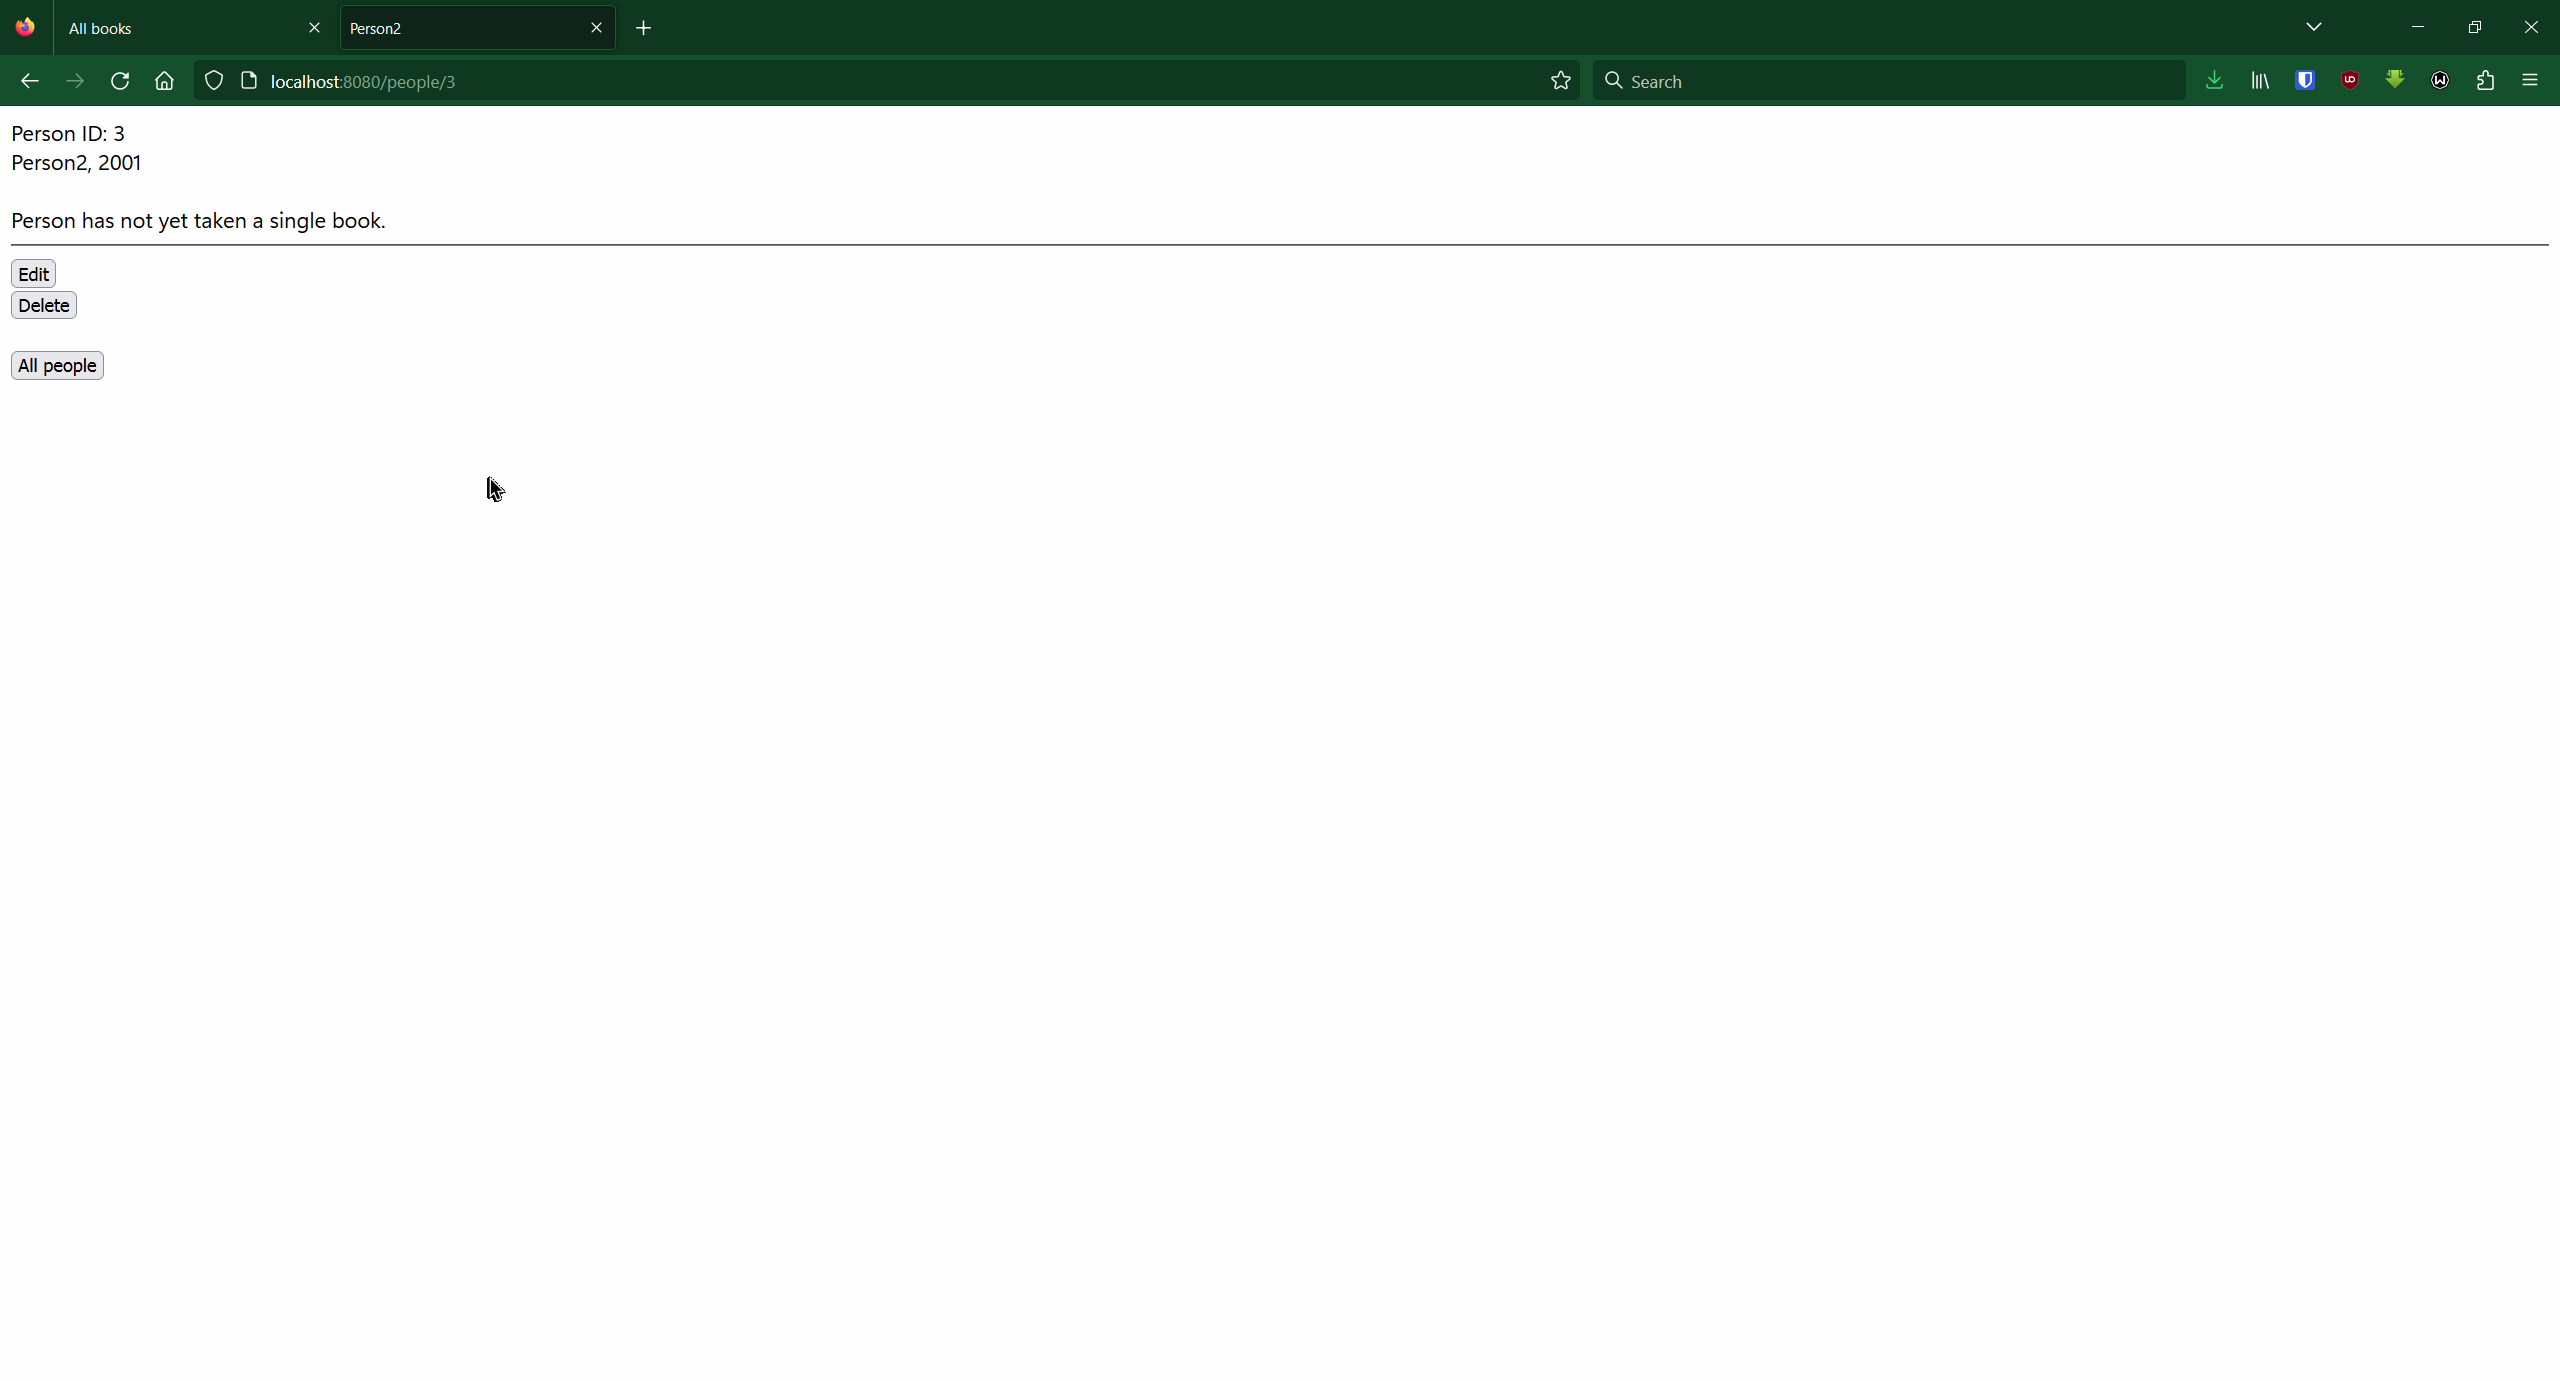 All books
Person2
localhost:8080/people/3
Search
Person ID: 3
Person2, 2001
Person has not yet taken a single book.
Edit
Delete
All people